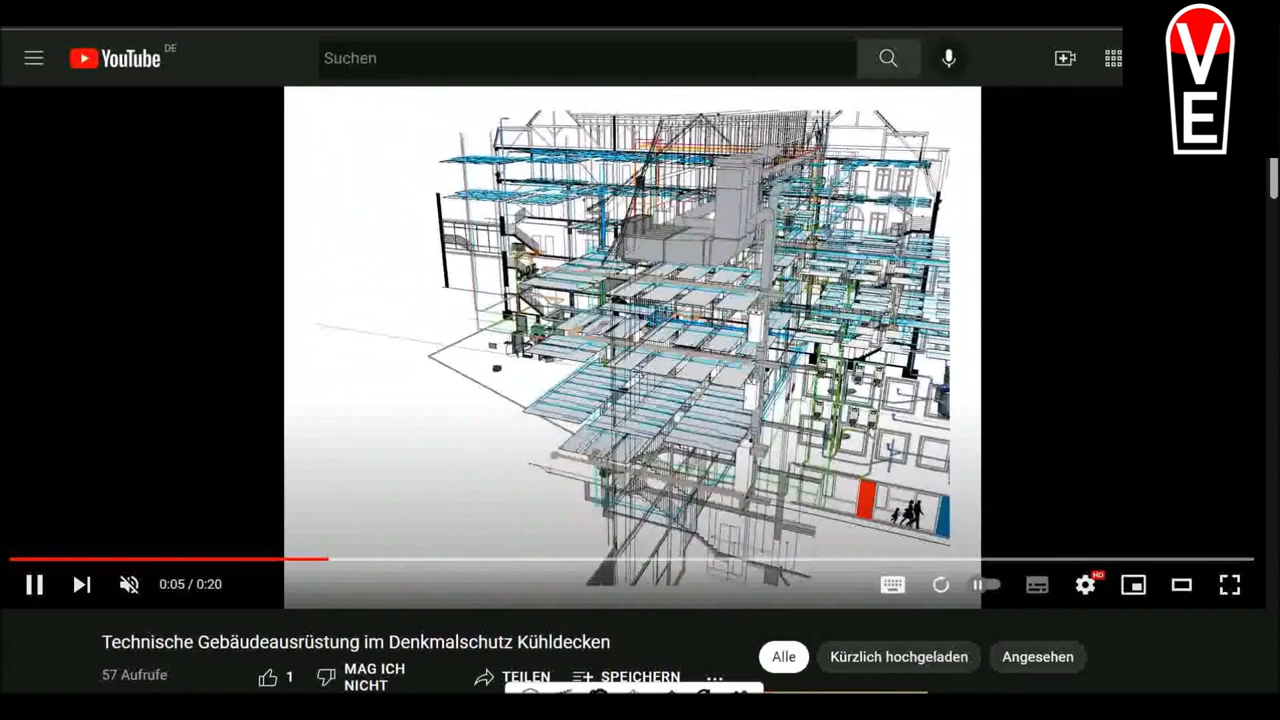 YouTube DE
Suchen
V
E
0:05 / 0:20
HD
Technische Gebäudeausrüstung im Denkmalschutz Kühldecken
57 Aufrufe
1
MAG ICH
NICHT
TEILEN
SPEICHERN
Alle
Kürzlich hochgeladen
Angesehen